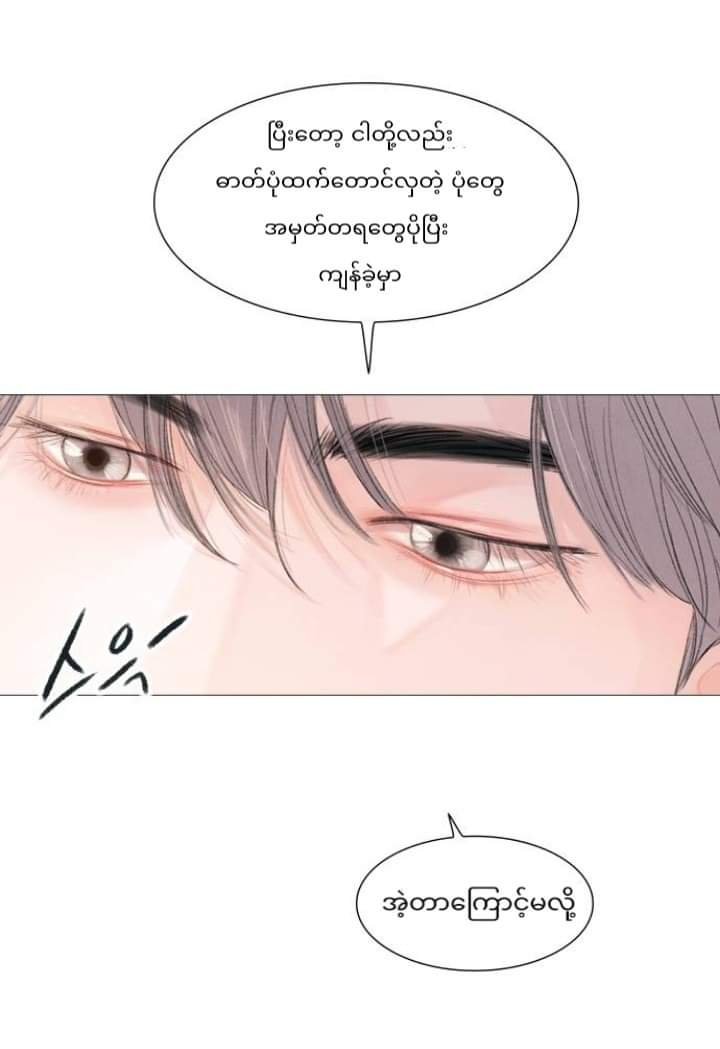 ပြီးတော့ ငါတို့လည်း
ဓာတ်ပုံထက်တောင်လှတဲ့ ပုံတွေ
အမှတ်တရတွေပိုပြီး
ကျန်ခဲ့မှာ
스윽
အဲ့တာကြောင့်မလို့